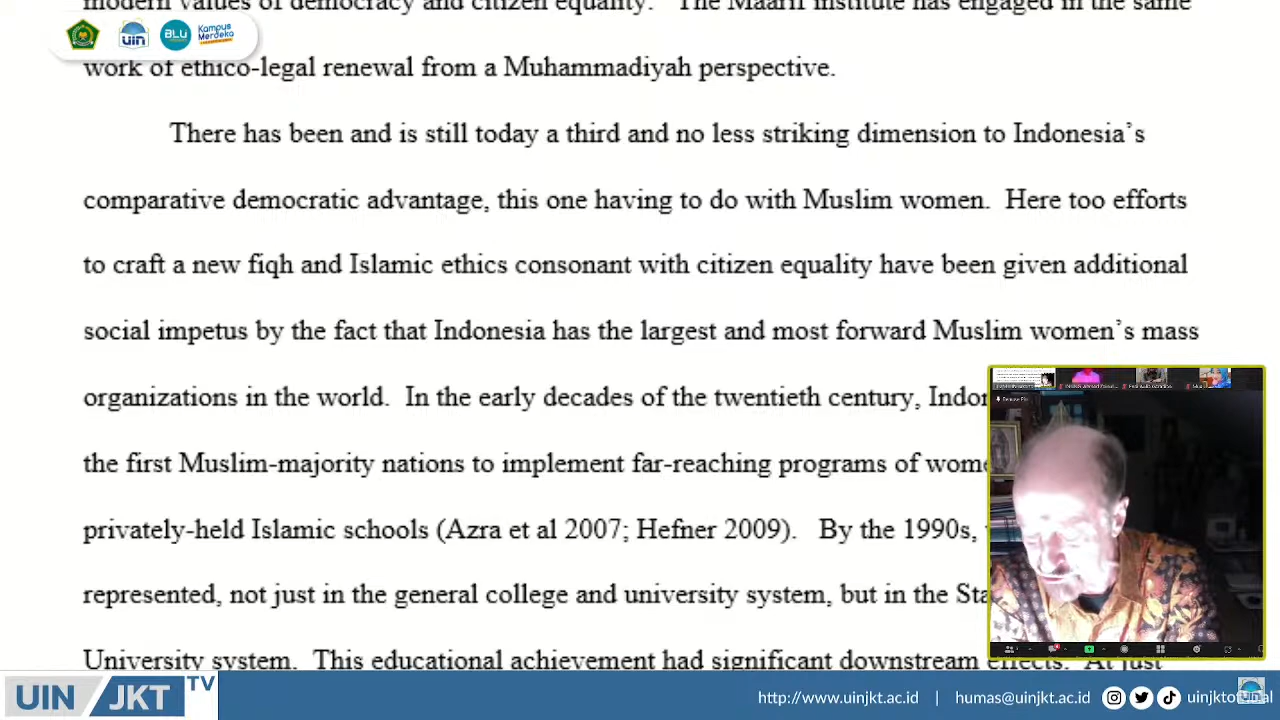 modern values of democracy and citizen equality. The Maarif Institute has engaged in the same
uin
BLU
Kampus
Merdeka
work of ethico-legal renewal from a Muhammadiyah perspective.
There has been and is still today a third and no less striking dimension to Indonesia’s
comparative democratic advantage, this one having to do with Muslim women. Here too efforts
to craft a new fiqh and Islamic ethics consonant with citizen equality have been given additional
social impetus by the fact that Indonesia has the largest and most forward Muslim women’s mass
organizations in the world. In the early decades of the twentieth century,
the first Muslim-majority nations to implement far-reaching programs of
privately-held Islamic schools (Azra et al 2007; Hefner 2009). By the 1990s,
represented, not just in the general college and university system, but in the
University system. This educational achievement had significant downstream effects. At just
UIN JKT TV
http://www.uinjkt.ac.id | humas@uinjkt.ac.id